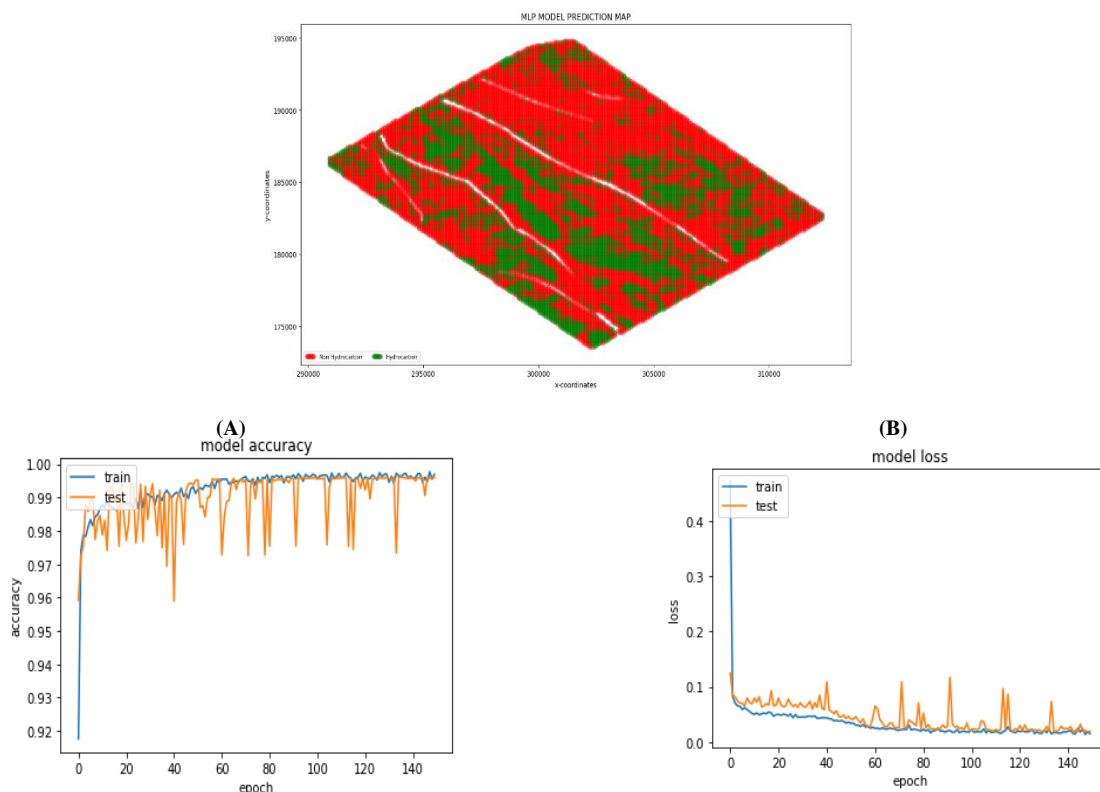 MLP MODEL PREDICTION MAP
195000
190000
185000
180000
175000
y-coordinates
Non Hydrocarbon
Hydrocarbon
290000 295000 300000 305000 310000
x-coordinates
(A)
model accuracy
train
test
1.00
0.99
0.98
0.97
0.96
0.95
0.94
0.93
0.92
accuracy
0 20 40 60 80 100 120 140
epoch
(B)
model loss
train
test
0.4
0.3
0.2
0.1
0.0
loss
0 20 40 60 80 100 120 140
epoch